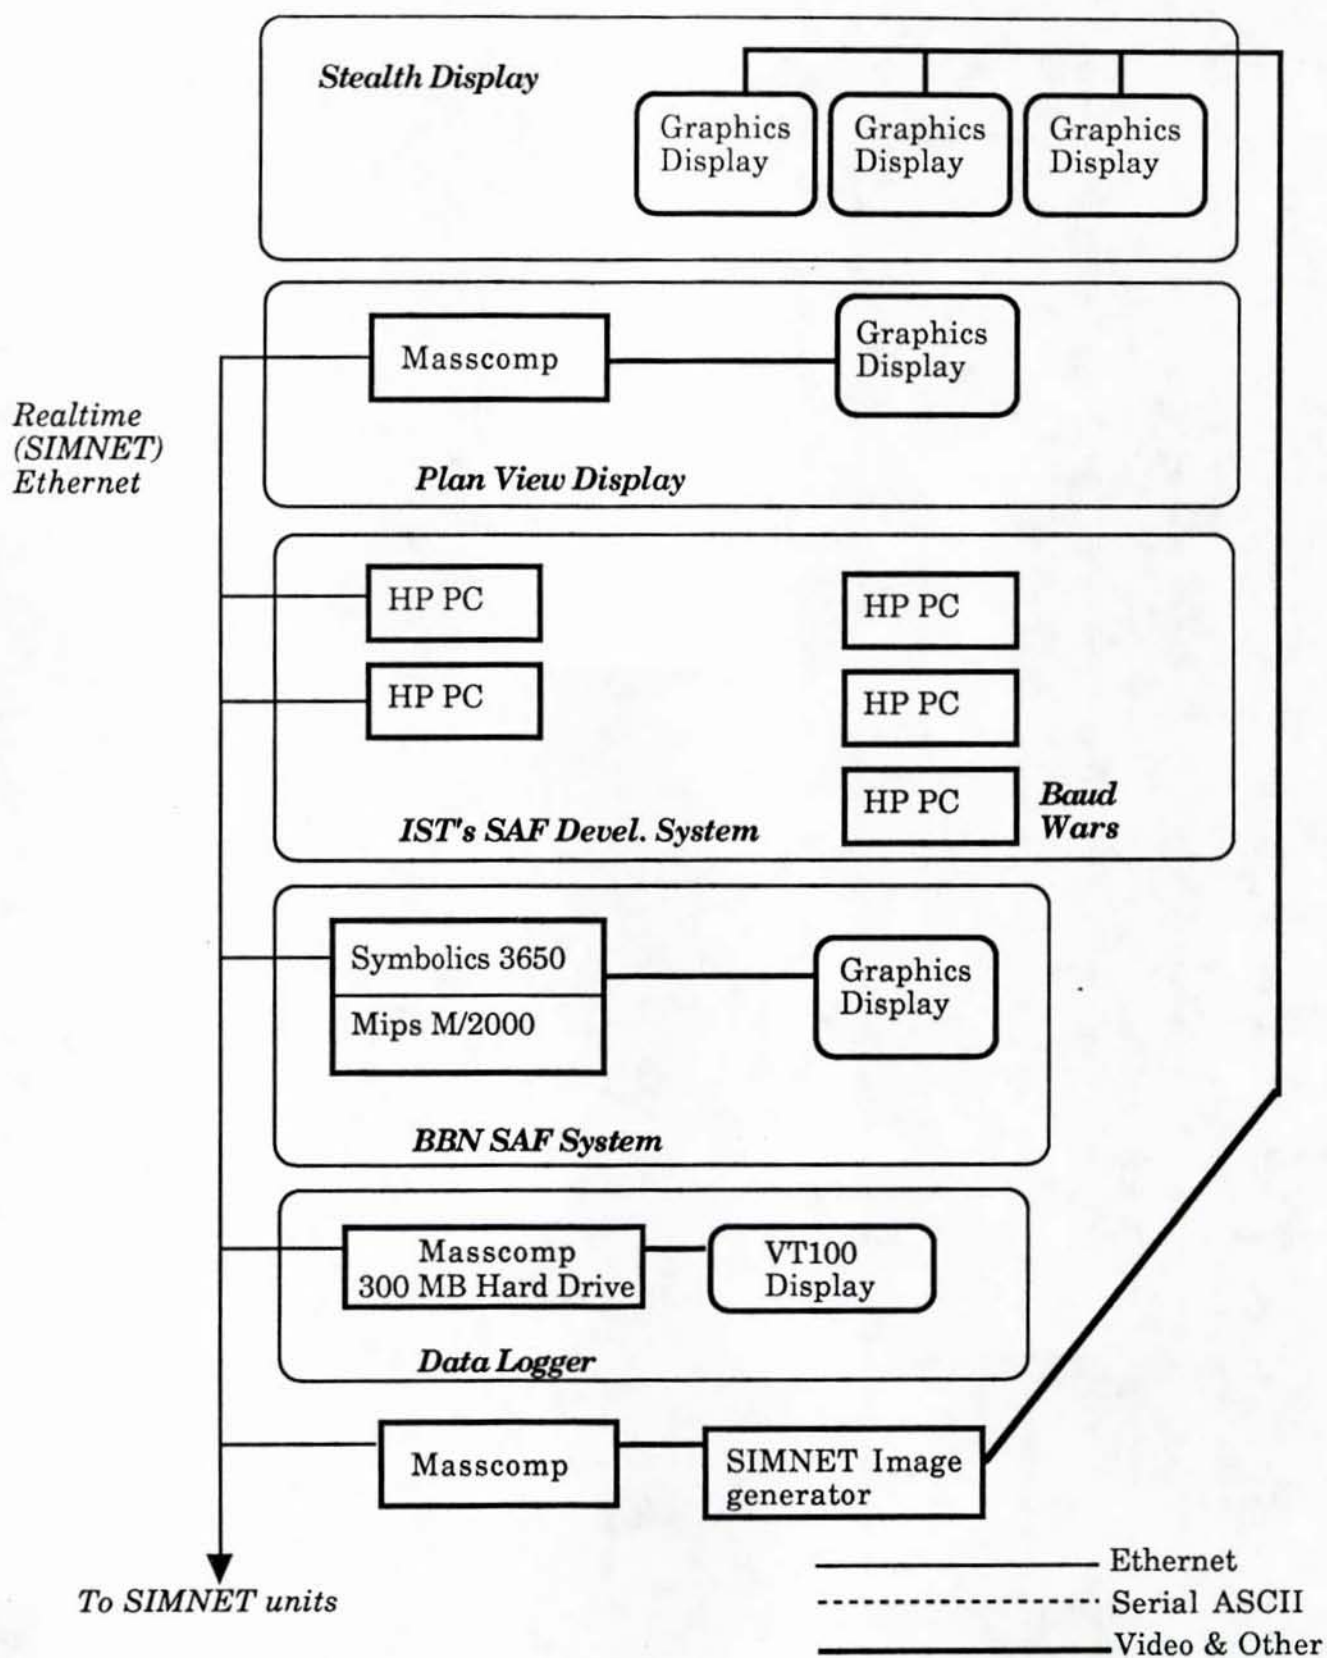 Stealth Display
Graphics
Display
Graphics
Display
Graphics
Display
Masscomp
Graphics
Display
Realtime
(SIMNET)
Ethernet
Plan View Display
HP PC
HP PC
HP PC
HP PC
HP PC
Baud
Wars
IST's SAF Devel. System
Symbolics 3650
Mips M/2000
Graphics
Display
BBN SAF System
Masscomp
300 MB Hard Drive
VT100
Display
Data Logger
Masscomp
SIMNET Image
generator
To SIMNET units
Ethernet
Serial ASCII
Video & Other